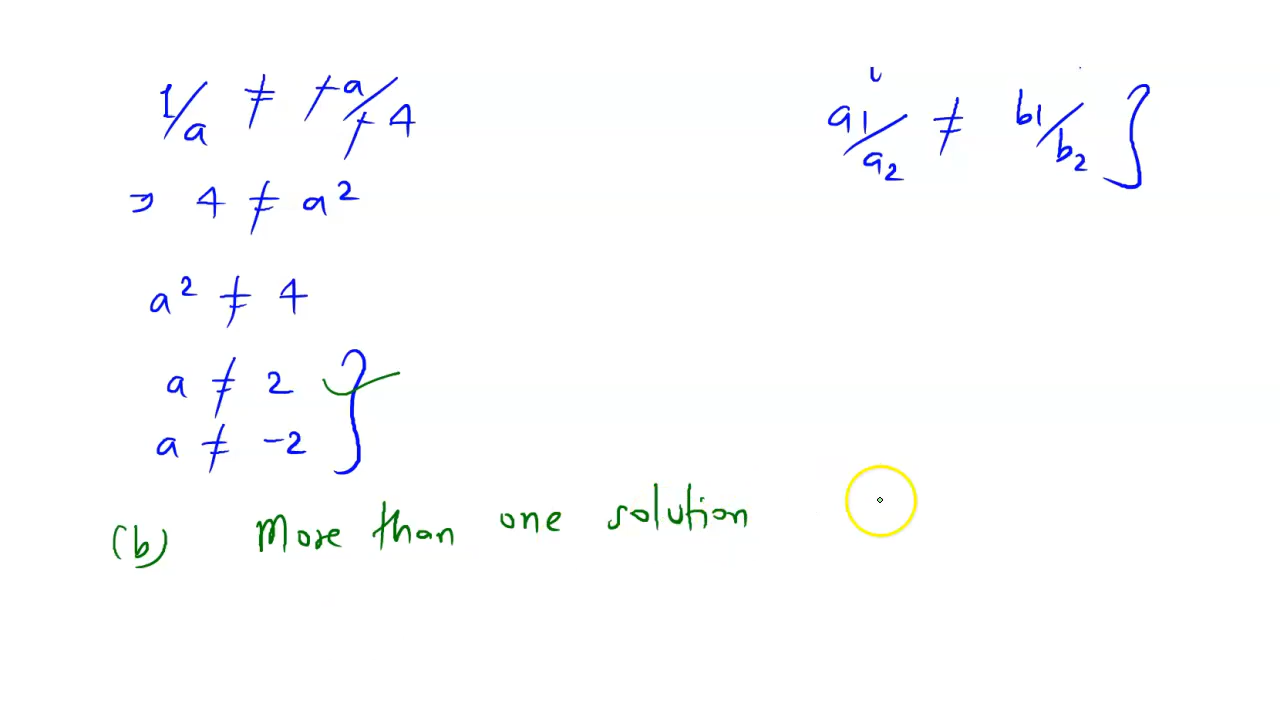 1/a ≠ -a/-4
a1/a2 ≠ b1/b2 }
⇒ 4 ≠ a²
a² ≠ 4
a ≠ 2
a ≠ -2 }
(b) More than one solution